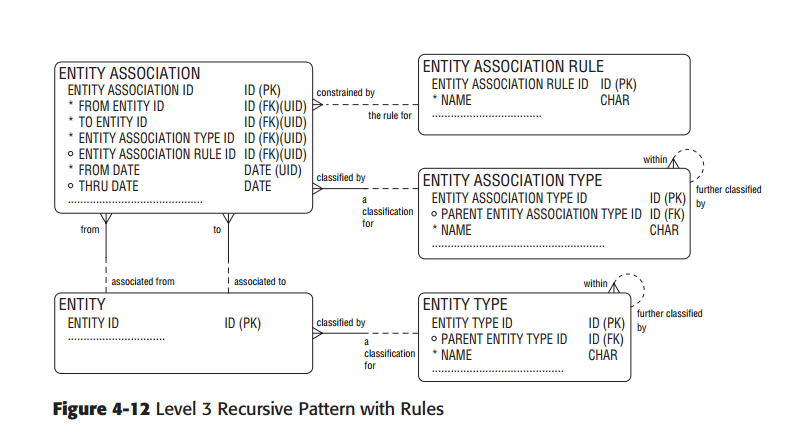 ENTITY ASSOCIATION
ENTITY ASSOCIATION ID ID (PK)
* FROM ENTITY ID ID (FK)(UID)
* TO ENTITY ID ID (FK)(UID)
* ENTITY ASSOCIATION TYPE ID ID (FK)(UID)
o ENTITY ASSOCIATION RULE ID ID (FK)(UID)
* FROM DATE DATE (UID)
o THRU DATE DATE
constrained by
the rule for
ENTITY ASSOCIATION RULE
ENTITY ASSOCIATION RULE ID ID (PK)
* NAME CHAR
classified by
a
classification
for
within
further classified
by
ENTITY ASSOCIATION TYPE
ENTITY ASSOCIATION TYPE ID ID (PK)
o PARENT ENTITY ASSOCIATION TYPE ID ID (FK)
* NAME CHAR
from
to
associated from
associated to
ENTITY
ENTITY ID ID (PK)
classified by
a
classification
for
within
further classified
by
ENTITY TYPE
ENTITY TYPE ID ID (PK)
o PARENT ENTITY TYPE ID ID (FK)
* NAME CHAR
Figure 4-12 Level 3 Recursive Pattern with Rules